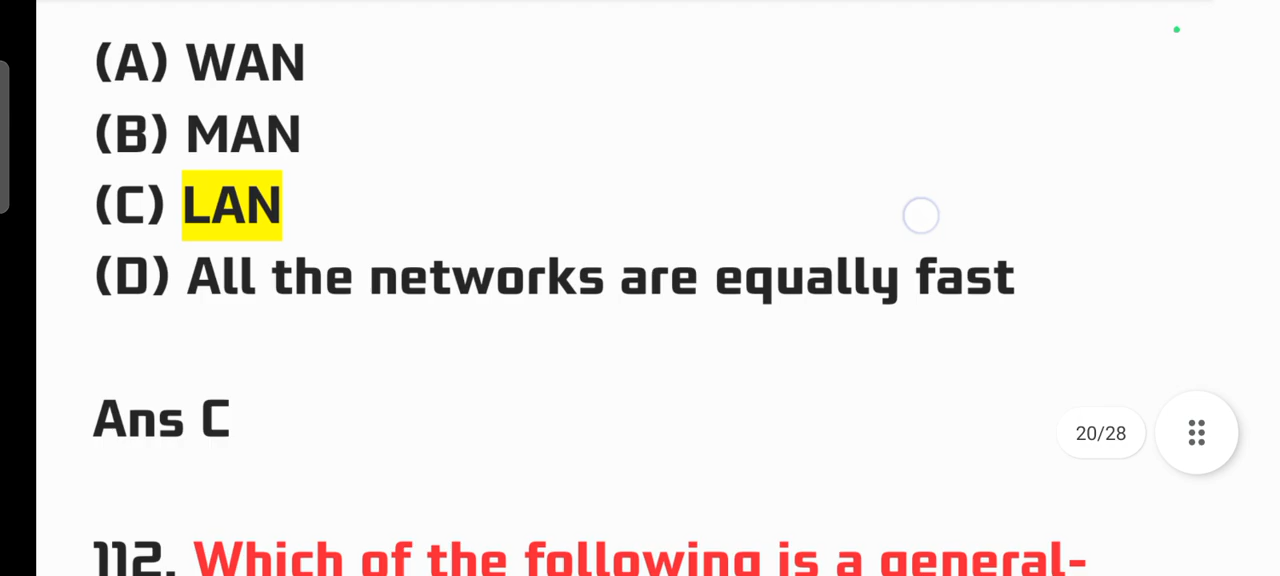 (A) WAN
(B) MAN
(C) LAN
(D) All the networks are equally fast
Ans C
20/28
112. Which of the following is a general-